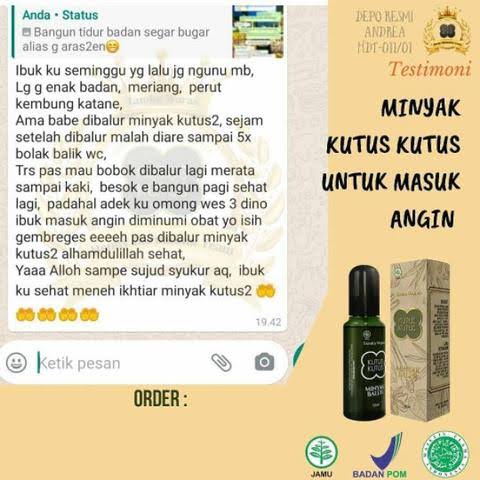 Anda • Status
Bangun tidur badan segar bugar
alias g aras2en😁
Ibuk ku seminggu yg lalu jg ngunu mb,
Lg g enak badan, meriang, perut
kembung katane,
Ama babe dibalur minyak kutus2, sejam
setelah dibalur malah diare sampai 5x
bolak balik wc,
Trs pas mau bobok dibalur lagi merata
sampai kaki, besok e bangun pagi sehat
lagi, padahal adek ku omong wes 3 dino
ibuk masuk angin diminumi obat yo isih
gembreges eeeeh pas dibalur minyak
kutus2 alhamdulillah sehat,
Yaaa Alloh sampe sujud syukur aq, ibuk
ku sehat meneh ikhtiar minyak kutus2 🤲
🤲🤲🤲🤲
19.42
Ketik pesan
ORDER :
DEPO RESMI
ANDREA
HDT-011/01
Testimoni
MINYAK
KUTUS KUTUS
UNTUK MASUK
ANGIN
KUTUS
KUTUS
MINYAK
BALUR
KUTUS
KUTUS
JAMU
BADAN POM